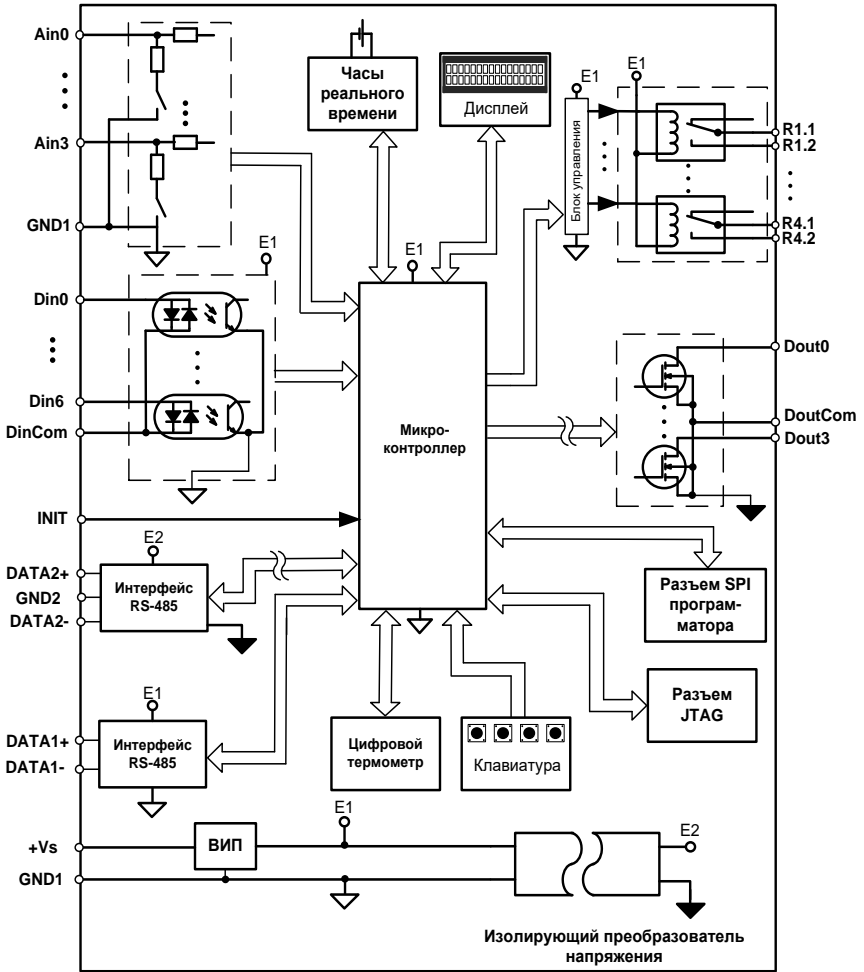 Ain0
Ain3
GND1
Часы
реального
времени
Дисплей
E1
Блок управления
E1
R1.1
R1.2
R4.1
R4.2
E1
Din0
Din6
DinCom
E1
Микро-
контроллер
Dout0
DoutCom
Dout3
INIT
E2
DATA2+
GND2
DATA2-
Интерфейс
RS-485
Разъем SPI
програм-
матора
E1
DATA1+
DATA1-
Интерфейс
RS-485
Цифровой
термометр
Клавиатура
Разъем
JTAG
+Vs
GND1
ВИП
E1
E2
Изолирующий преобразователь
напряжения